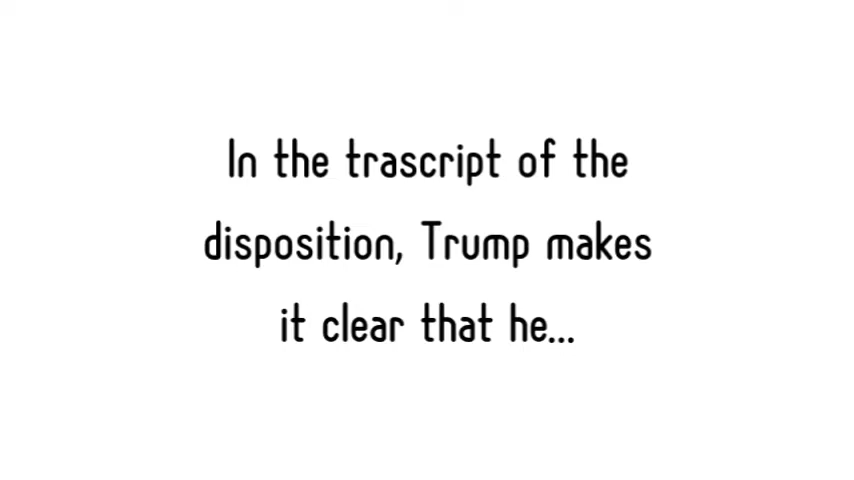 In the trascript of the
disposition, Trump makes
it clear that he...